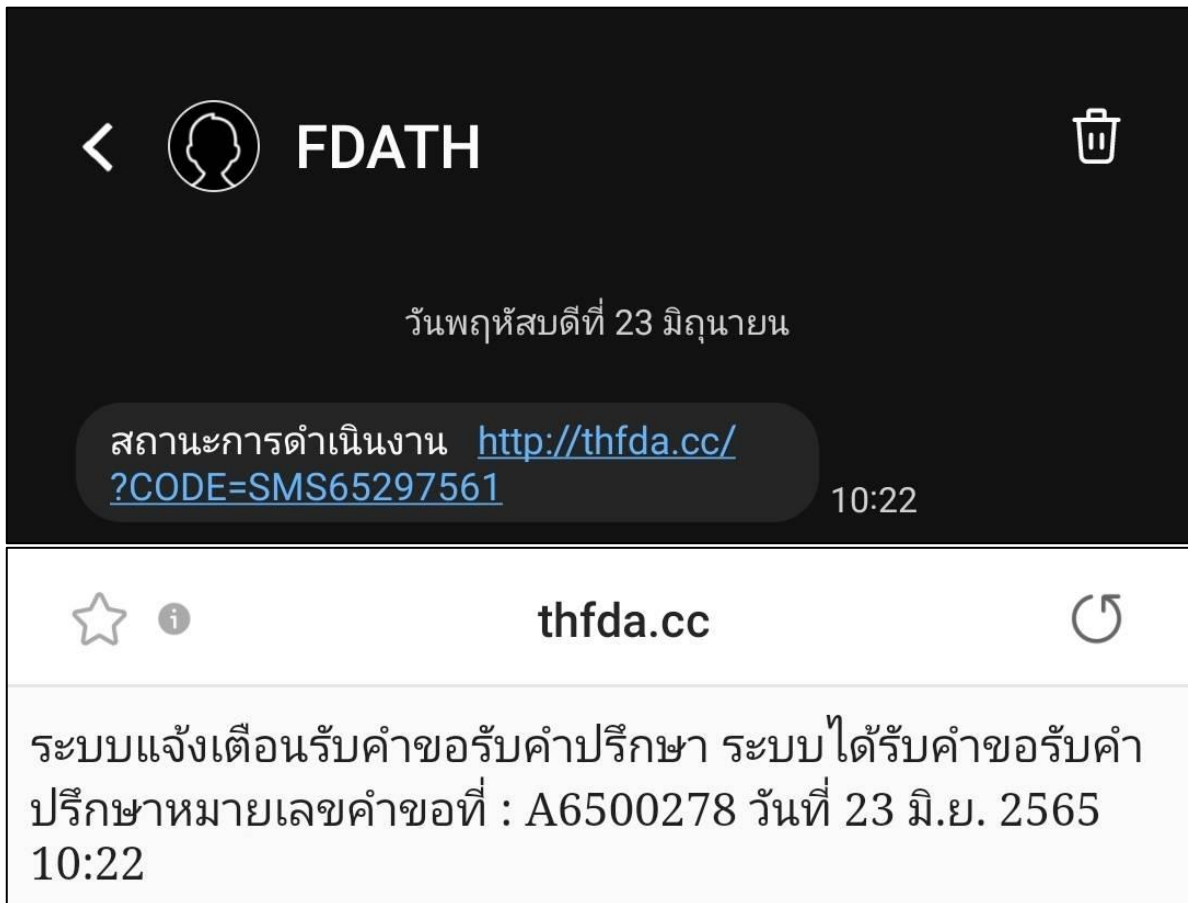 FDATH
วันพฤหัสบดีที่ 23 มิถุนายน
สถานะการดำเนินงาน http://thfda.cc/
?CODE=SMS65297561
10:22
thfda.cc
ระบบแจ้งเตือนรับคำขอรับคำปรึกษา ระบบได้รับคำขอรับคำ
ปรึกษาหมายเลขคำขอที่ : A6500278 วันที่ 23 มิ.ย. 2565
10:22